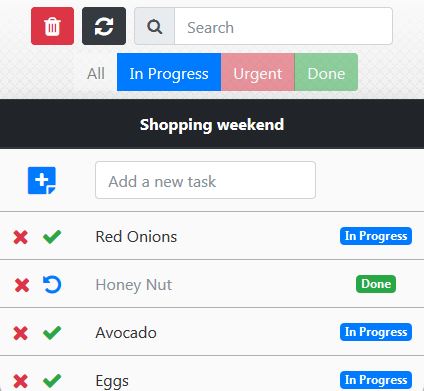 Search
All In Progress Urgent Done
Shopping weekend
Add a new task
Red Onions In Progress
Honey Nut Done
Avocado In Progress
Eggs In Progress